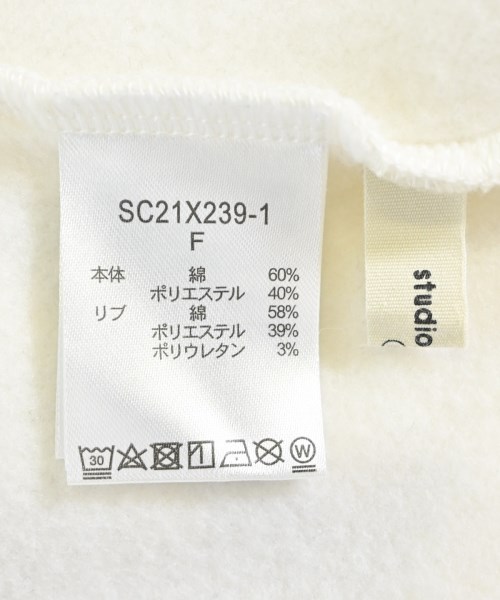 SC21X239-1
F
本体 綿 60%
ポリエステル 40%
リブ 綿 58%
ポリエステル 39%
ポリウレタン 3%
30
W
studio